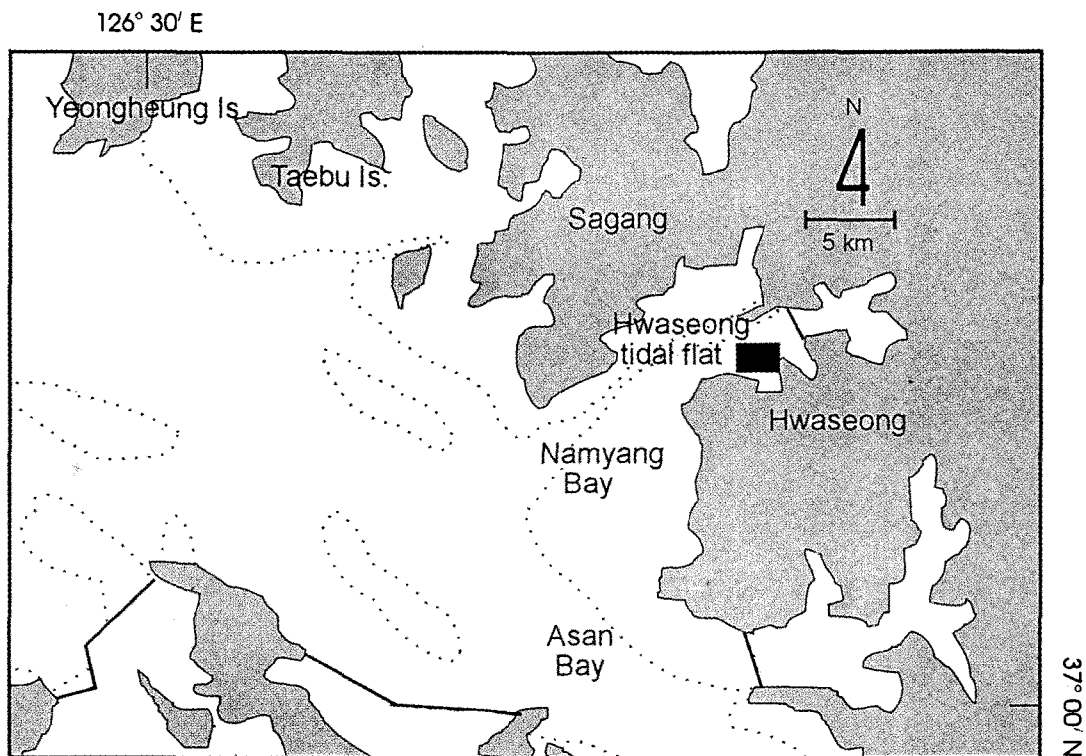 126° 30′ E
Yeongheung Is.
Taebu Is.
N
5 km
Sagang
Hwaseong
tidal flat
Hwaseong
Namyang
Bay
Asan
Bay
37° 00′ N